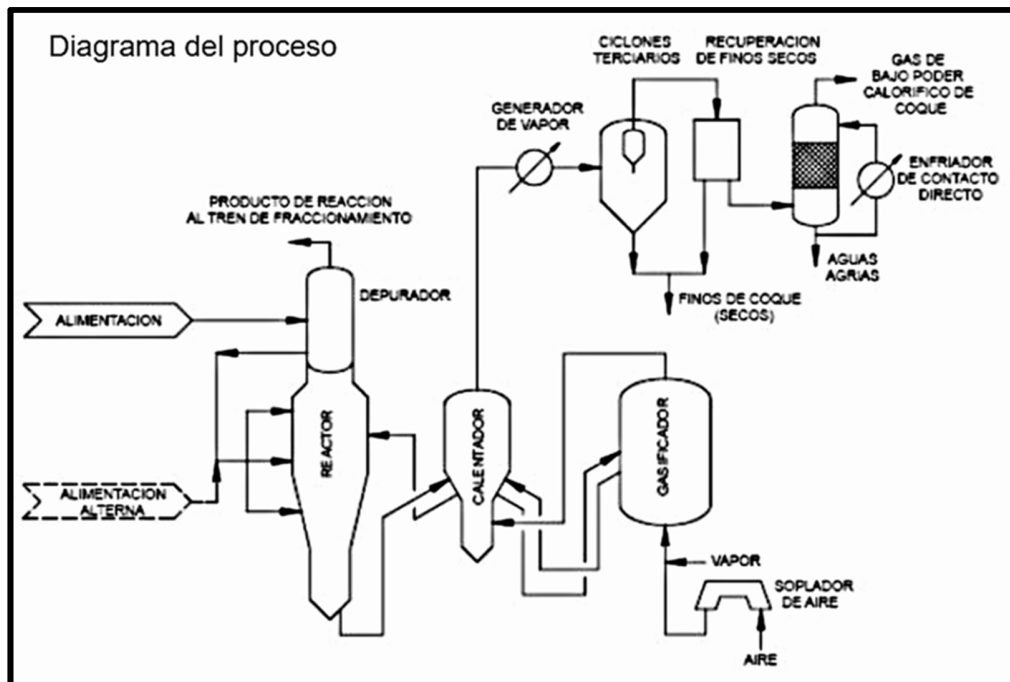 Diagrama del proceso
CICLONES
TERCIARIOS
RECUPERACION
DE FINOS SECOS
GAS DE
BAJO PODER
CALORIFICO DE
COQUE
GENERADOR
DE VAPOR
ENFRIADOR
DE CONTACTO
DIRECTO
PRODUCTO DE REACCION
AL TREN DE FRACCIONAMIENTO
AGUAS
AGRIAS
DEPURADOR
FINOS DE COQUE
(SECOS)
ALIMENTACION
REACTOR
CALENTADOR
GASIFICADOR
ALIMENTACION
ALTERNA
VAPOR
SOPLADOR
DE AIRE
AIRE